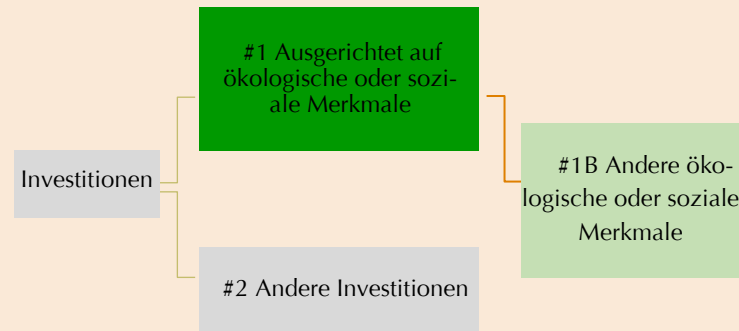 #1 Ausgerichtet auf
ökologische oder sozi-
ale Merkmale
Investitionen
#1B Andere öko-
logische oder soziale
Merkmale
#2 Andere Investitionen